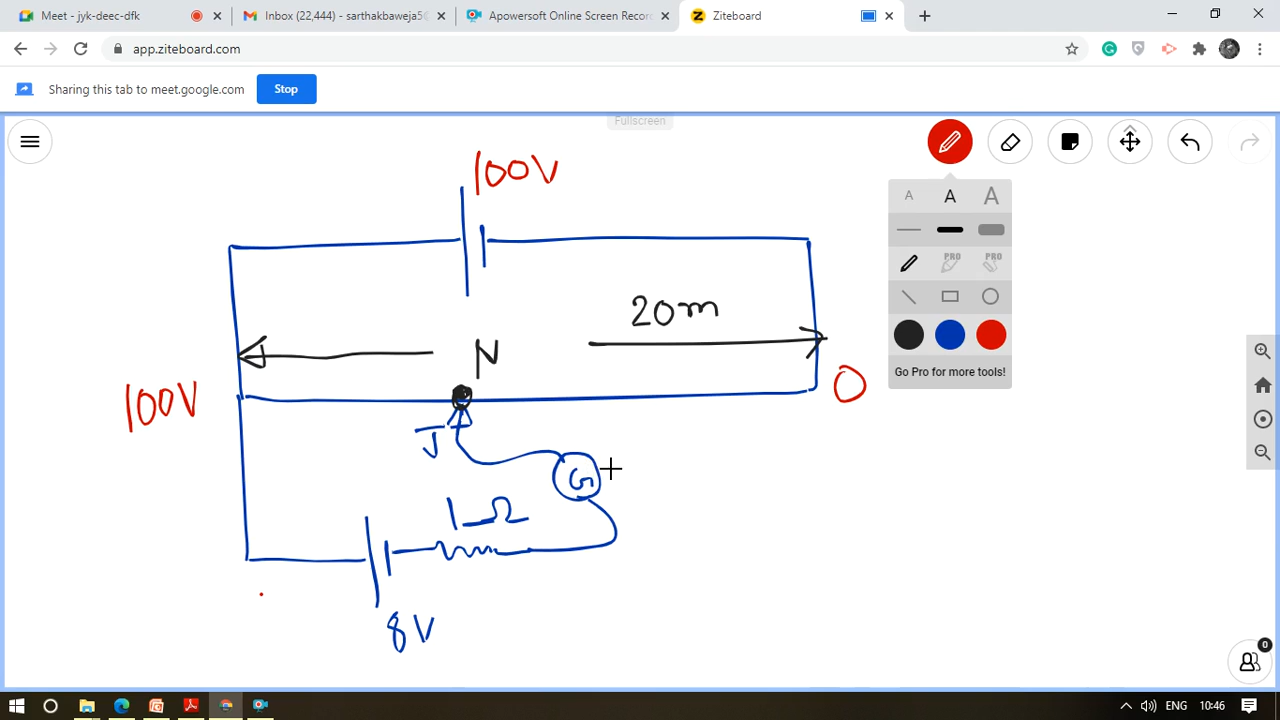 Meet - jyk-deec-dfk
Inbox (22,444) - sarthakbaweja5
Apowersoft Online Screen Recor
Ziteboard
app.ziteboard.com
Sharing this tab to meet.google.com
Stop
Fullscreen
100V
A A A
20m
N
PRO PRO
100V
0
Go Pro for more tools!
J
G
1Ω
8V
0
ENG 10:46